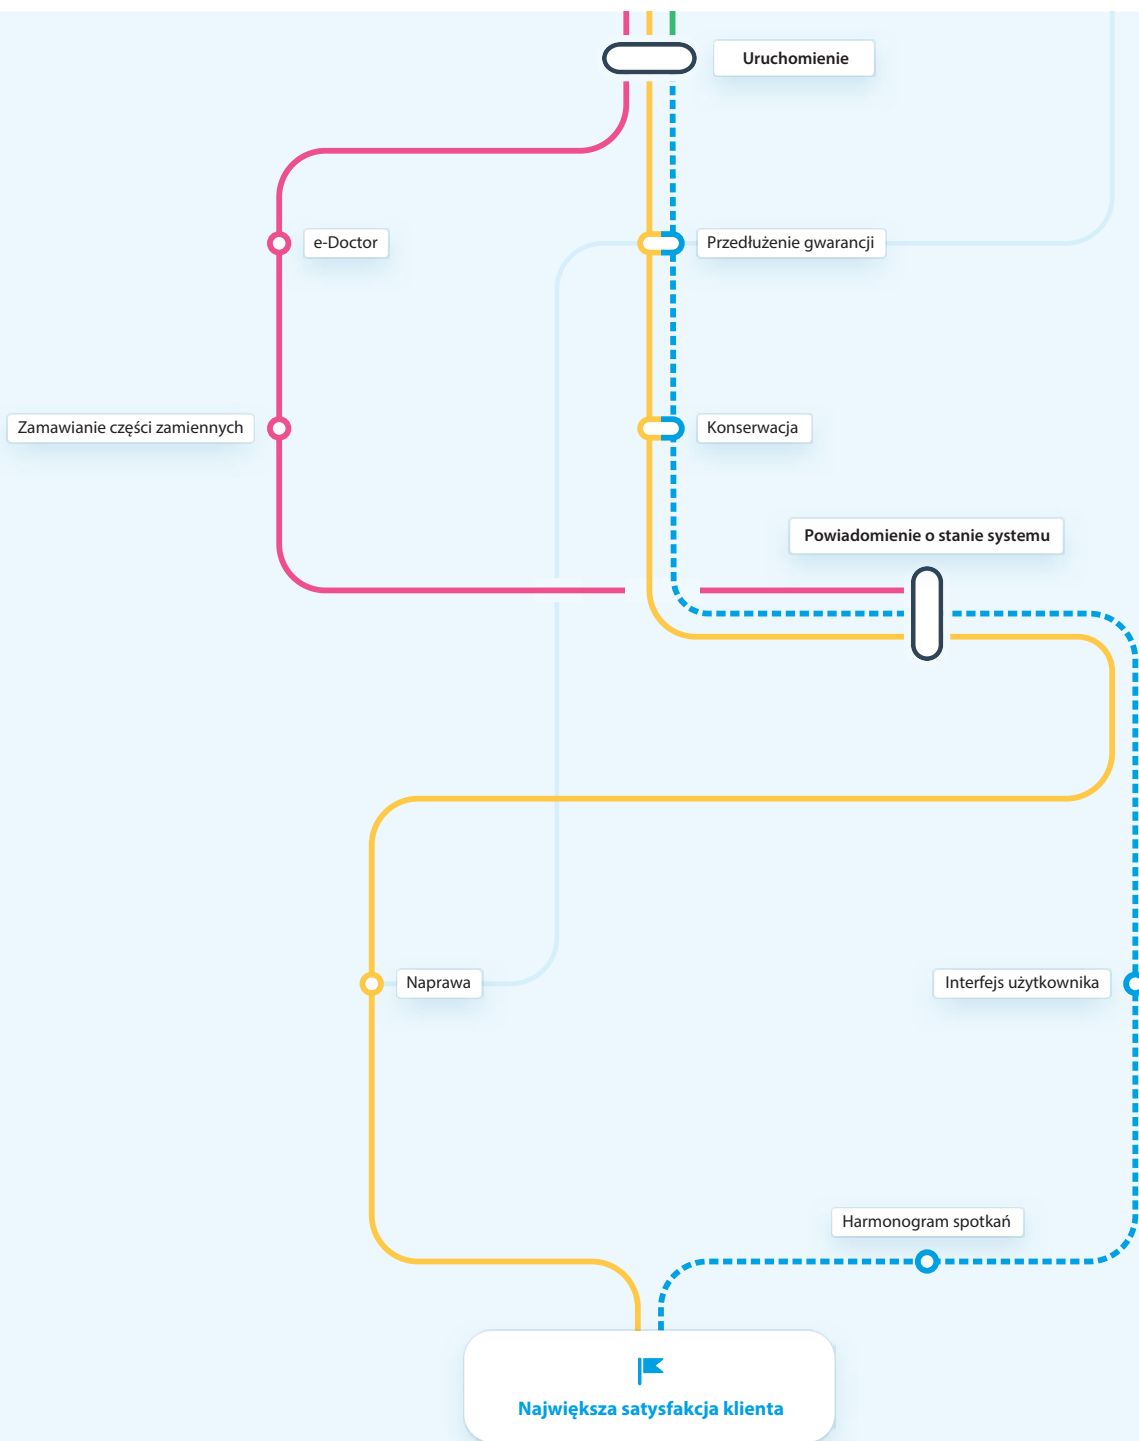 Uruchomienie
e-Doctor
Przedłużenie gwarancji
Zamawianie części zamiennych
Konserwacja
Powiadomienie o stanie systemu
Naprawa
Interfejs użytkownika
Harmonogram spotkań
Największa satysfakcja klienta